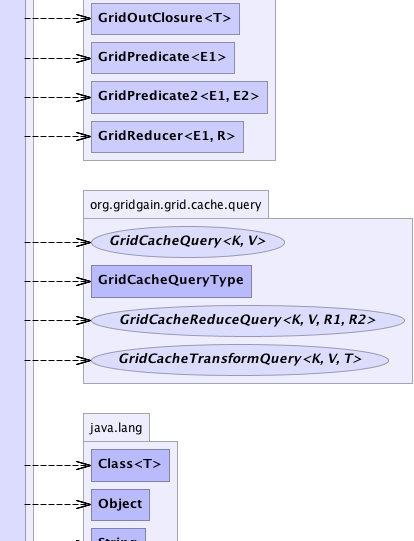 GridOutClosure<T>
GridPredicate<E1>
GridPredicate2<E1, E2>
GridReducer<E1, R>
org.gridgain.grid.cache.query
GridCacheQuery<K, V>
GridCacheQueryType
GridCacheReduceQuery<K, V, R1, R2>
GridCacheTransformQuery<K, V, T>
java.lang
Class<T>
Object
String